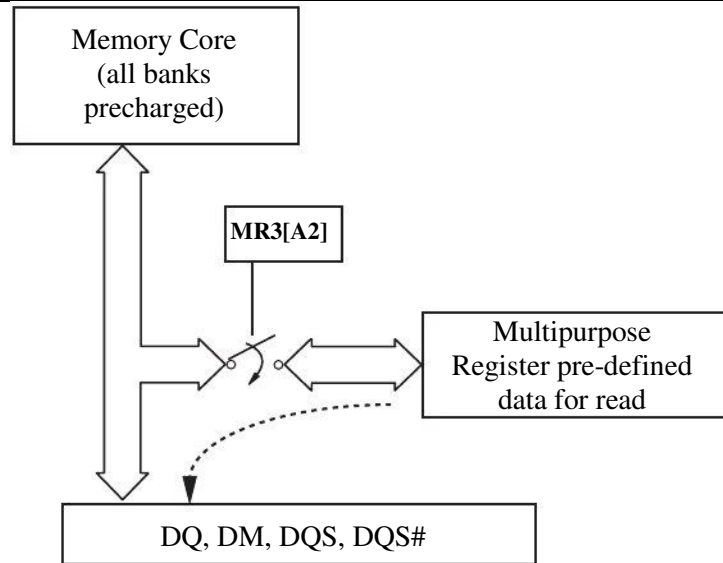 Memory Core
(all banks
precharged)
MR3[A2]
Multipurpose
Register pre-defined
data for read
DQ, DM, DQS, DQS#